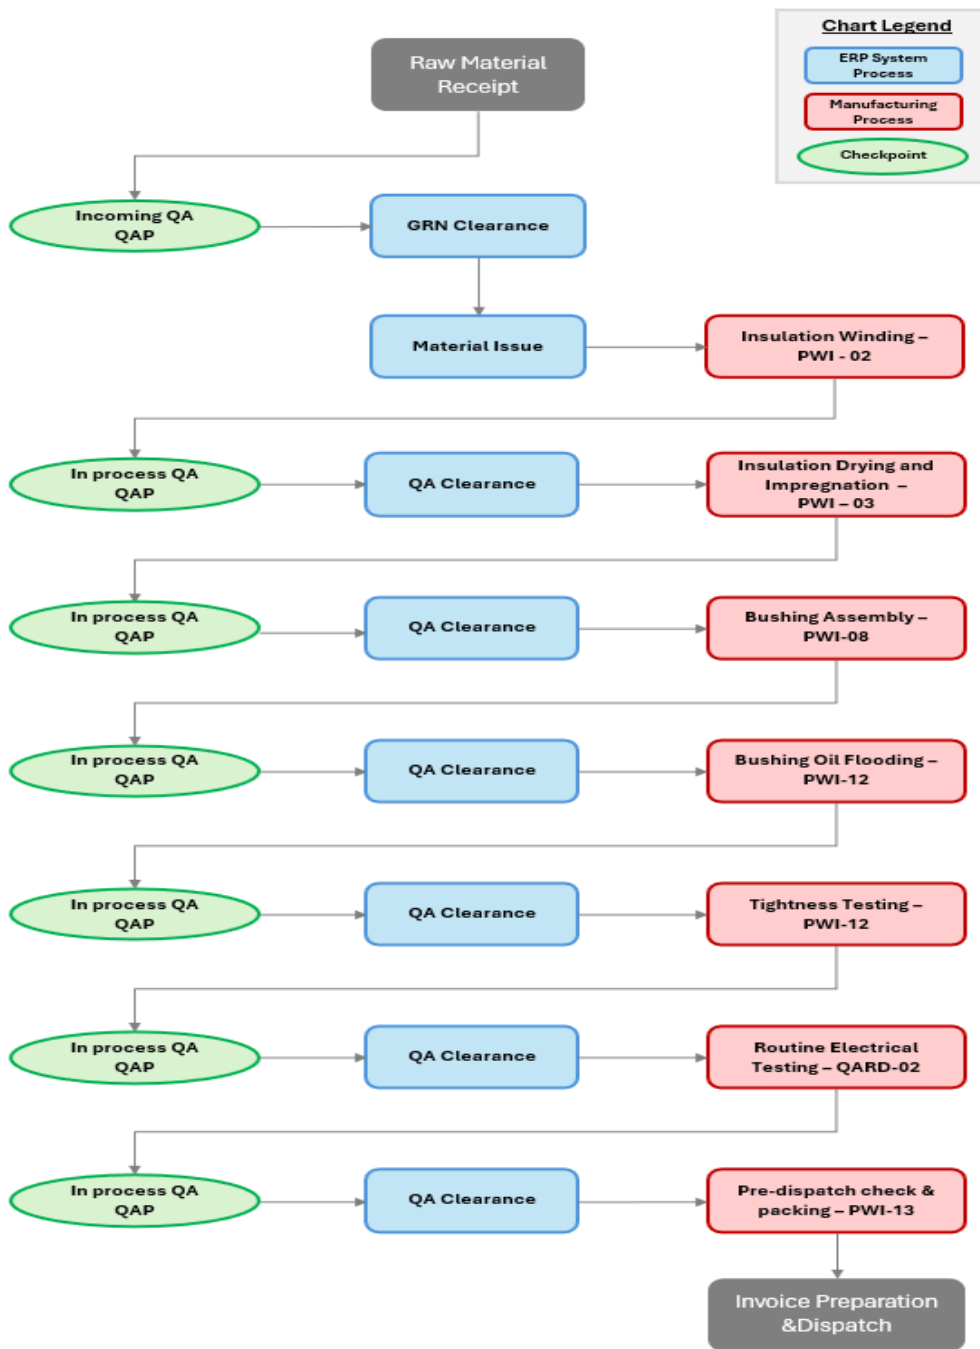 Chart Legend
ERP System
Process
Manufacturing
Process
Checkpoint
Raw Material
Receipt
Incoming QA
QAP
GRN Clearance
Material Issue
Insulation Winding –
PWI - 02
In process QA
QAP
QA Clearance
Insulation Drying and
Impregnation –
PWI – 03
In process QA
QAP
QA Clearance
Bushing Assembly –
PWI-08
In process QA
QAP
QA Clearance
Bushing Oil Flooding –
PWI-12
In process QA
QAP
QA Clearance
Tightness Testing –
PWI-12
In process QA
QAP
QA Clearance
Routine Electrical
Testing – QARD-02
In process QA
QAP
QA Clearance
Pre-dispatch check &
packing – PWI-13
Invoice Preparation
&Dispatch